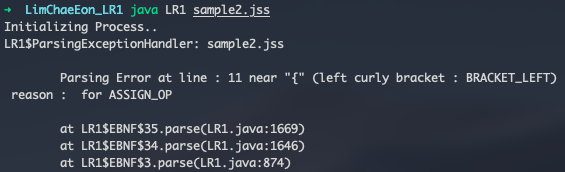 ➜ LimChaeEon_LR1 java LR1 sample2.jss
Initializing Process..
LR1$ParsingExceptionHandler: sample2.jss
Parsing Error at line : 11 near "{" (left curly bracket : BRACKET_LEFT)
reason :  for ASSIGN_OP
at LR1$EBNF$35.parse(LR1.java:1669)
at LR1$EBNF$34.parse(LR1.java:1646)
at LR1$EBNF$3.parse(LR1.java:874)